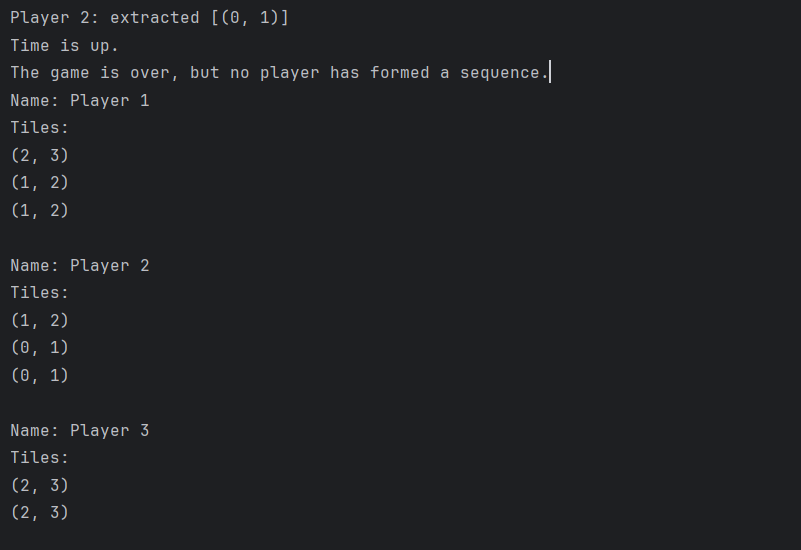 Player 2: extracted [(0, 1)]
Time is up.
The game is over, but no player has formed a sequence.
Name: Player 1
Tiles:
(2, 3)
(1, 2)
(1, 2)
Name: Player 2
Tiles:
(1, 2)
(0, 1)
(0, 1)
Name: Player 3
Tiles:
(2, 3)
(2, 3)